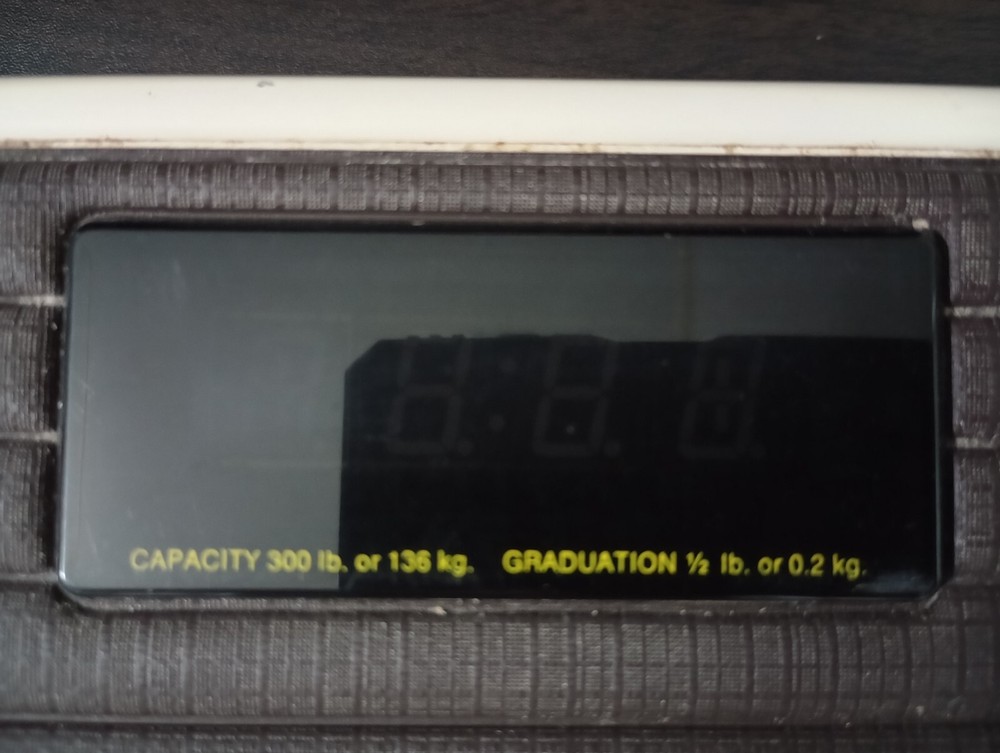 CAPACITY 300 lb. or 136 kg. GRADUATION ½ lb. or 0.2 kg.